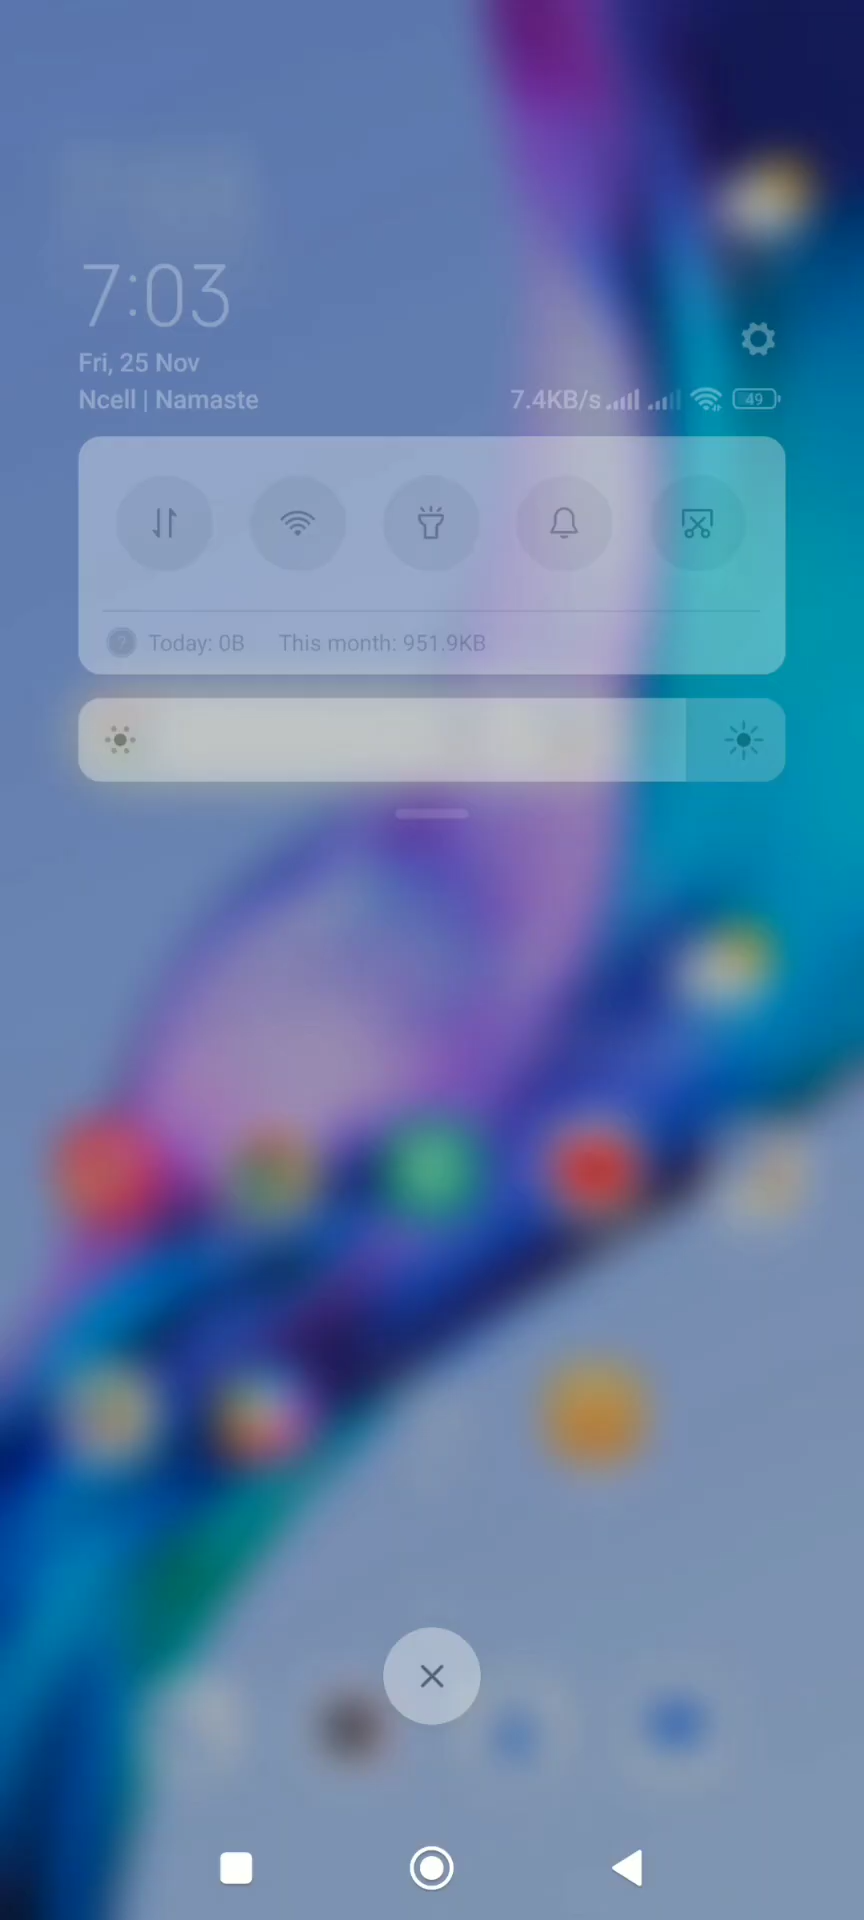 7:03
Fri, 25 Nov
Ncell | Namaste
7.4KB/s
49
Today: 0B This month: 951.9KB